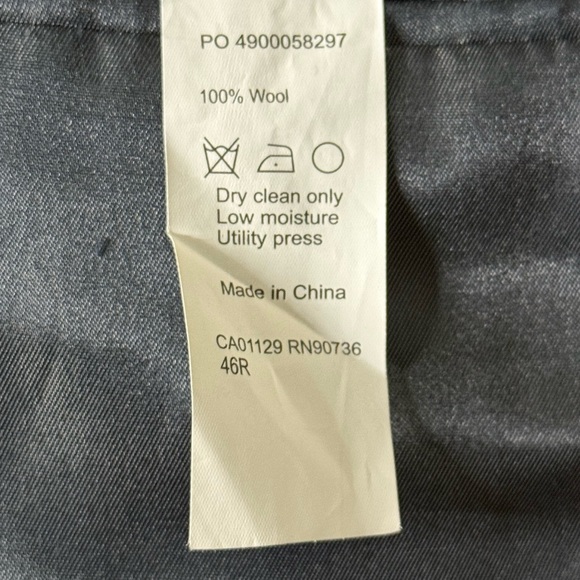 PO 4900058297
100% Wool
Dry clean only
Low moisture
Utility press
Made in China
CA01129 RN90736
46R